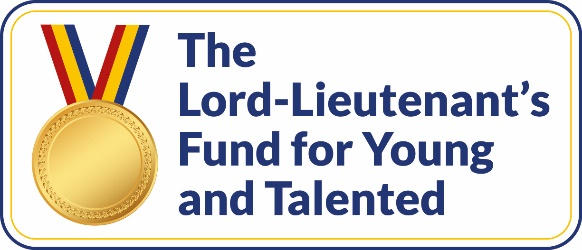 The
Lord-Lieutenant’s
Fund for Young
and Talented